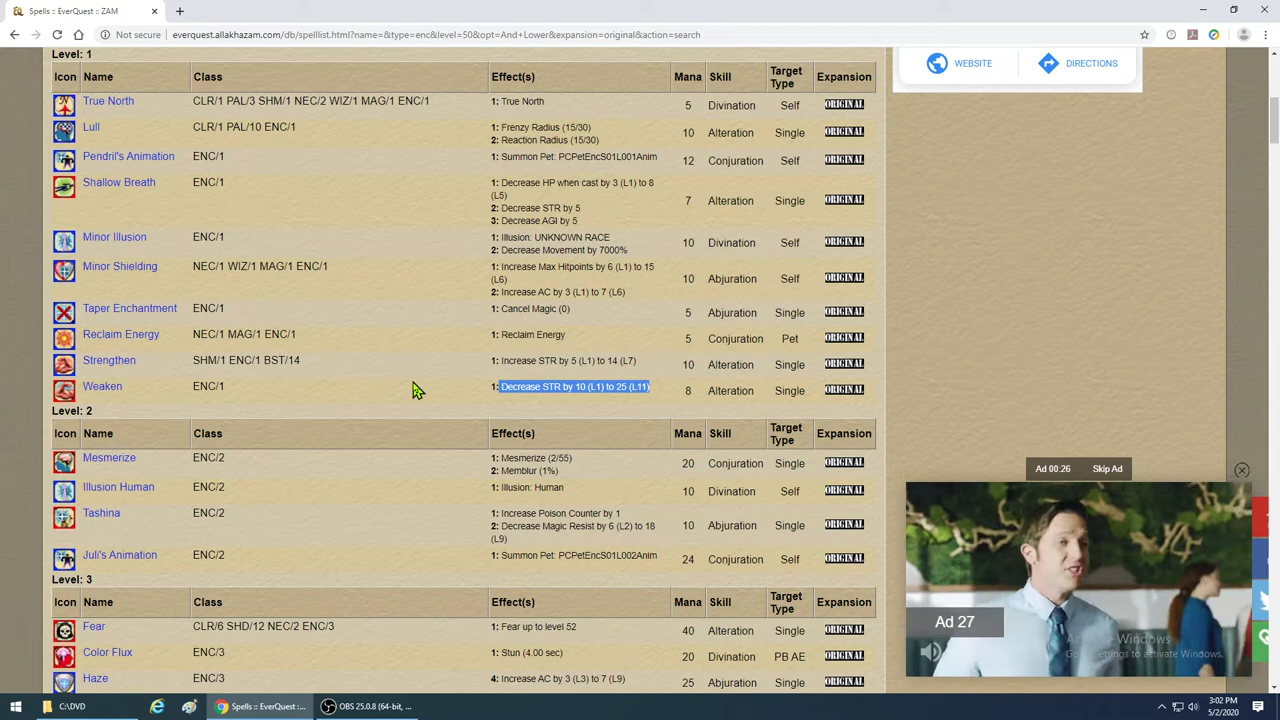 Spells :: EverQuest :: ZAM
Not secure
everquest.allakhazam.com/db/spelllist.html?name=&type=enc&level=50&opt=And+Lower&expansion=original&action=search
WEBSITE
DIRECTIONS
Level: 1
Icon Name Class Effect(s) Mana Skill Target Type Expansion
True North CLR/1 PAL/3 SHM/1 NEC/2 WIZ/1 MAG/1 ENC/1 1: True North 5 Divination Self ORIGINAL
Lull CLR/1 PAL/10 ENC/1 1: Frenzy Radius (15/30)
2: Reaction Radius (15/30) 10 Alteration Single ORIGINAL
Pendril's Animation ENC/1 1: Summon Pet: PCPetEncS01L001Anim 12 Conjuration Self ORIGINAL
Shallow Breath ENC/1 1: Decrease HP when cast by 3 (L1) to 8
(L5)
2: Decrease STR by 5 7 Alteration Single ORIGINAL
3: Decrease AGI by 5
Minor Illusion ENC/1 1: Illusion: UNKNOWN RACE
2: Decrease Movement by 7000% 10 Divination Self ORIGINAL
Minor Shielding NEC/1 WIZ/1 MAG/1 ENC/1 1: Increase Max Hitpoints by 6 (L1) to 15
(L6) 10 Abjuration Self ORIGINAL
2: Increase AC by 3 (L1) to 7 (L6)
Taper Enchantment ENC/1 1: Cancel Magic (0) 5 Abjuration Single ORIGINAL
Reclaim Energy NEC/1 MAG/1 ENC/1 1: Reclaim Energy 5 Conjuration Pet ORIGINAL
Strengthen SHM/1 ENC/1 BST/14 1: Increase STR by 5 (L1) to 14 (L7) 10 Alteration Single ORIGINAL
Weaken ENC/1 1: Decrease STR by 10 (L1) to 25 (L11) 8 Alteration Single ORIGINAL
Level: 2
Icon Name Class Effect(s) Mana Skill Target Type Expansion
Mesmerize ENC/2 1: Mesmerize (2/55)
2: Memblur (1%) 20 Conjuration Single ORIGINAL
Illusion Human ENC/2 1: Illusion: Human 10 Divination Self ORIGINAL
Tashina ENC/2 1: Increase Poison Counter by 1
2: Decrease Magic Resist by 6 (L2) to 18 10 Abjuration Single ORIGINAL
(L9)
Juli's Animation ENC/2 1: Summon Pet: PCPetEncS01L002Anim 24 Conjuration Self ORIGINAL
Level: 3
Icon Name Class Effect(s) Mana Skill Target Type Expansion
Fear CLR/6 SHD/12 NEC/2 ENC/3 1: Fear up to level 52 40 Alteration Single ORIGINAL
Color Flux ENC/3 1: Stun (4.00 sec) 20 Divination PB AE ORIGINAL
Haze ENC/3 4: Increase AC by 3 (L3) to 7 (L9) 25 Abjuration Single ORIGINAL
Ad 00:26 Skip Ad
Ad 27
Windows
to activate Windows.
C:\DVD
Spells :: EverQuest :...
OBS 25.0.8 (64-bit, ...
3:02 PM
5/2/2020